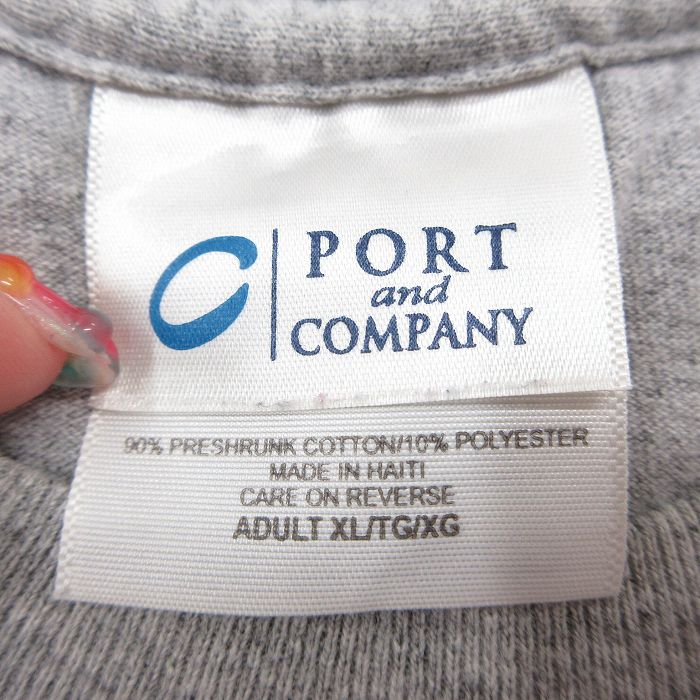 PORT
and
COMPANY
90% PRESHRUNK COTTON/10% POLYESTER
MADE IN HAITI
CARE ON REVERSE
ADULT XL/TG/XG